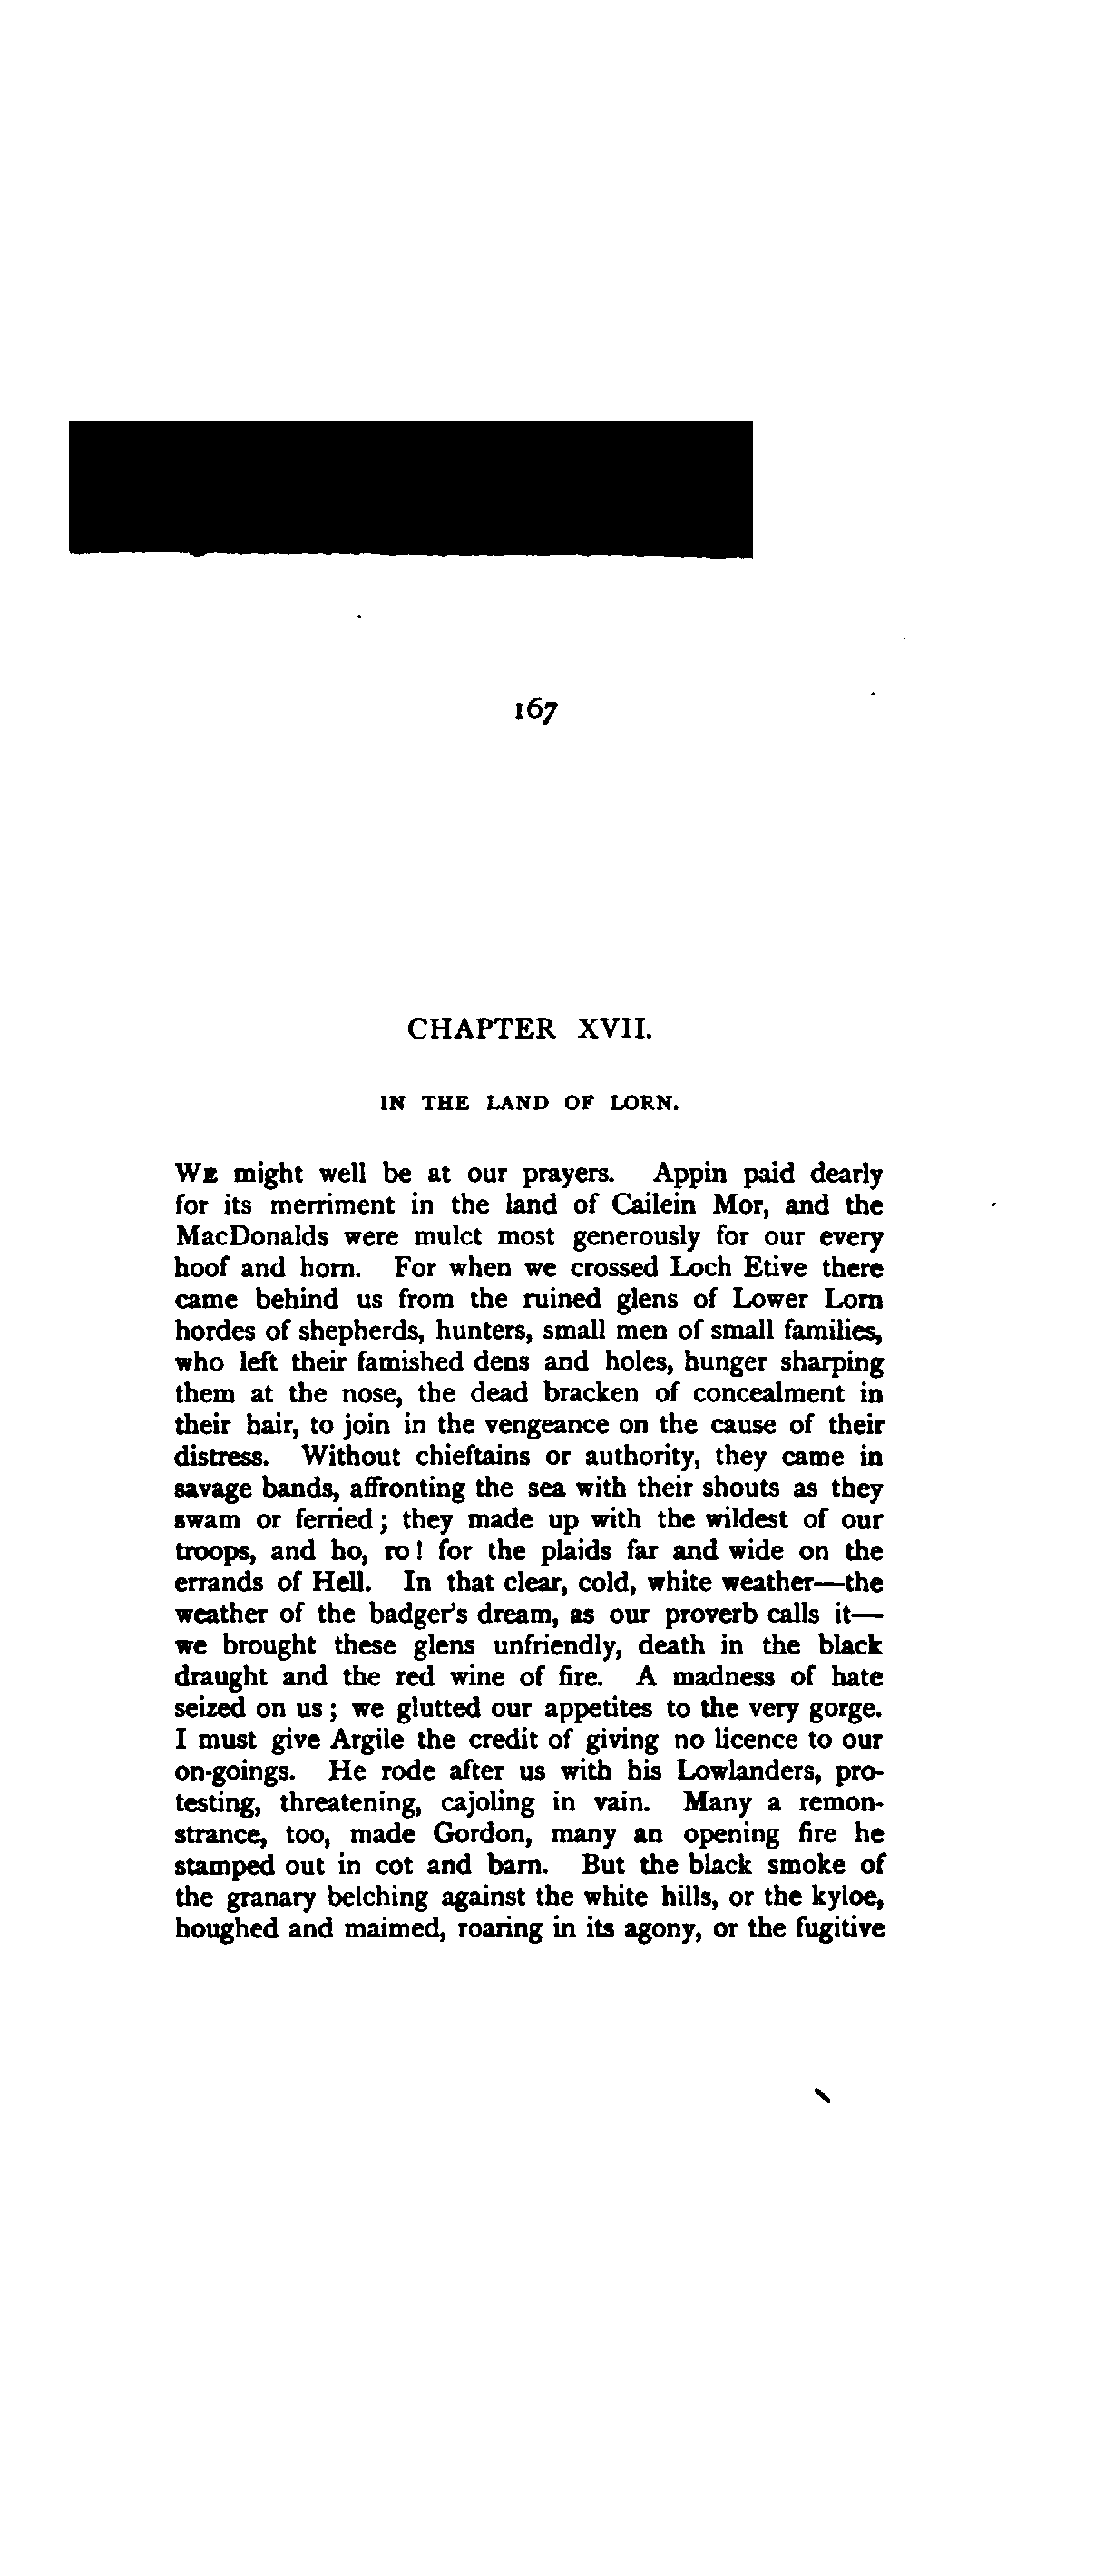 167
CHAPTER XVII.
IN THE LAND OF LORN.
WE might well be at our prayers. Appin paid dearly
for its merriment in the land of Cailein Mor, and the
MacDonalds were mulct most generously for our every
hoof and horn. For when we crossed Loch Etive there
came behind us from the ruined glens of Lower Lorn
hordes of shepherds, hunters, small men of small families,
who left their famished dens and holes, hunger sharping
them at the nose, the dead bracken of concealment in
their hair, to join in the vengeance on the cause of their
distress. Without chieftains or authority, they came in
savage bands, affronting the sea with their shouts as they
swam or ferried; they made up with the wildest of our
troops, and ho, ro! for the plaids far and wide on the
errands of Hell. In that clear, cold, white weather—the
weather of the badger's dream, as our proverb calls it—
we brought these glens unfriendly, death in the black
draught and the red wine of fire. A madness of hate
seized on us; we glutted our appetites to the very gorge.
I must give Argile the credit of giving no licence to our
on-goings. He rode after us with his Lowlanders, pro-
testing, threatening, cajoling in vain. Many a remon-
strance, too, made Gordon, many an opening fire he
stamped out in cot and barn. But the black smoke of
the granary belching against the white hills, or the kyloe,
houghed and maimed, roaring in its agony, or the fugitive